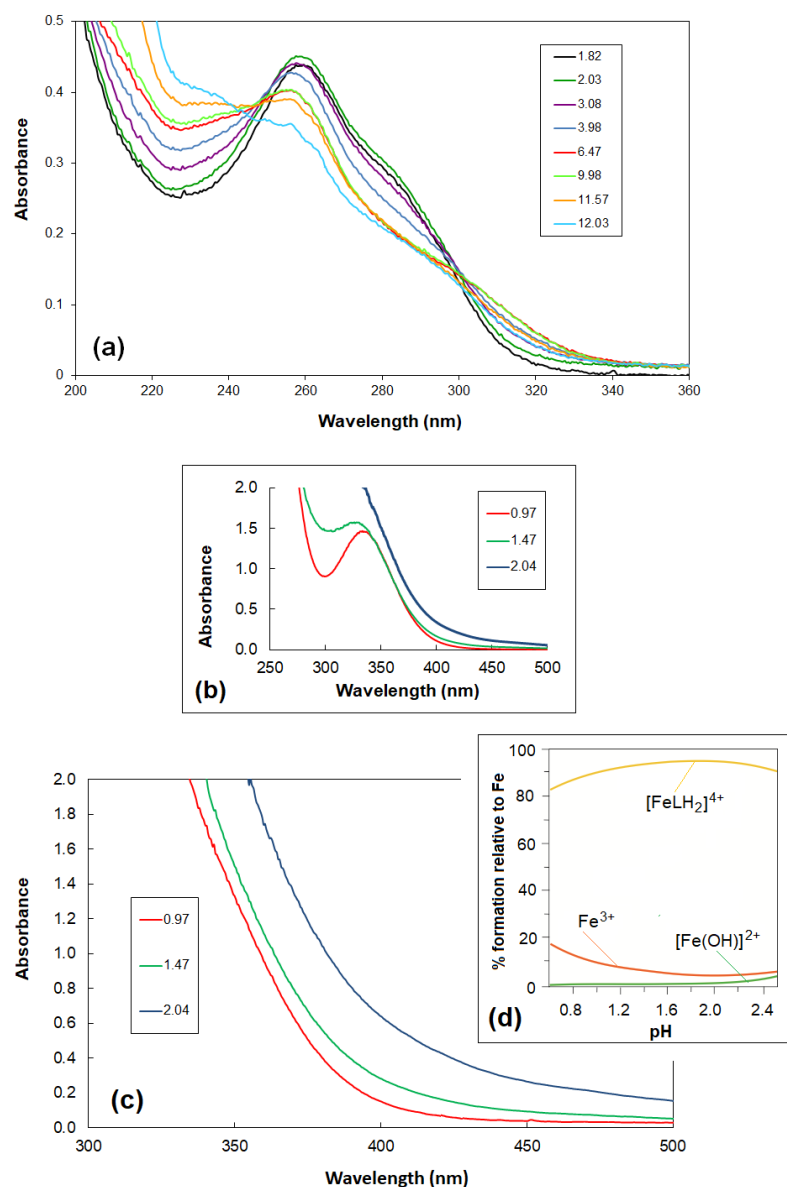 0.5
0.4
0.3
0.2
0.1
0
Absorbance
(a)
1.82
2.03
3.08
3.98
6.47
9.98
11.57
12.03
200 220 240 260 280 300 320 340 360
Wavelength (nm)
2.0
1.5
1.0
0.5
0.0
Absorbance
0.97
1.47
2.04
250 300 350 400 450 500
(b)
Wavelength (nm)
2.0
1.8
1.6
1.4
1.2
1.0
0.8
0.6
0.4
0.2
0.0
Absorbance
0.97
1.47
2.04
(c)
300 350 400 450 500
Wavelength (nm)
100
80
60
40
20
0
% formation relative to Fe
[FeLH₂]⁴⁺
Fe³⁺
[Fe(OH)]²⁺
0.8 1.2 1.6 2.0 2.4
(d)
pH